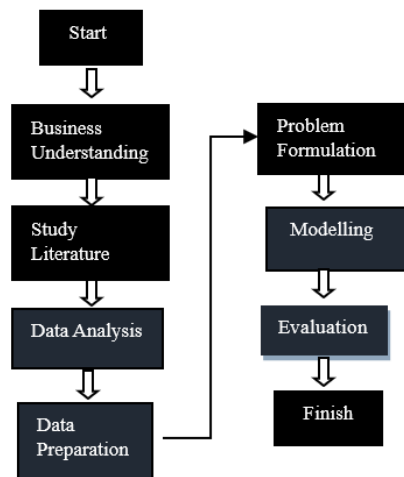 Start
Business
Understanding
Study
Literature
Data Analysis
Data
Preparation
Problem
Formulation
Modelling
Evaluation
Finish